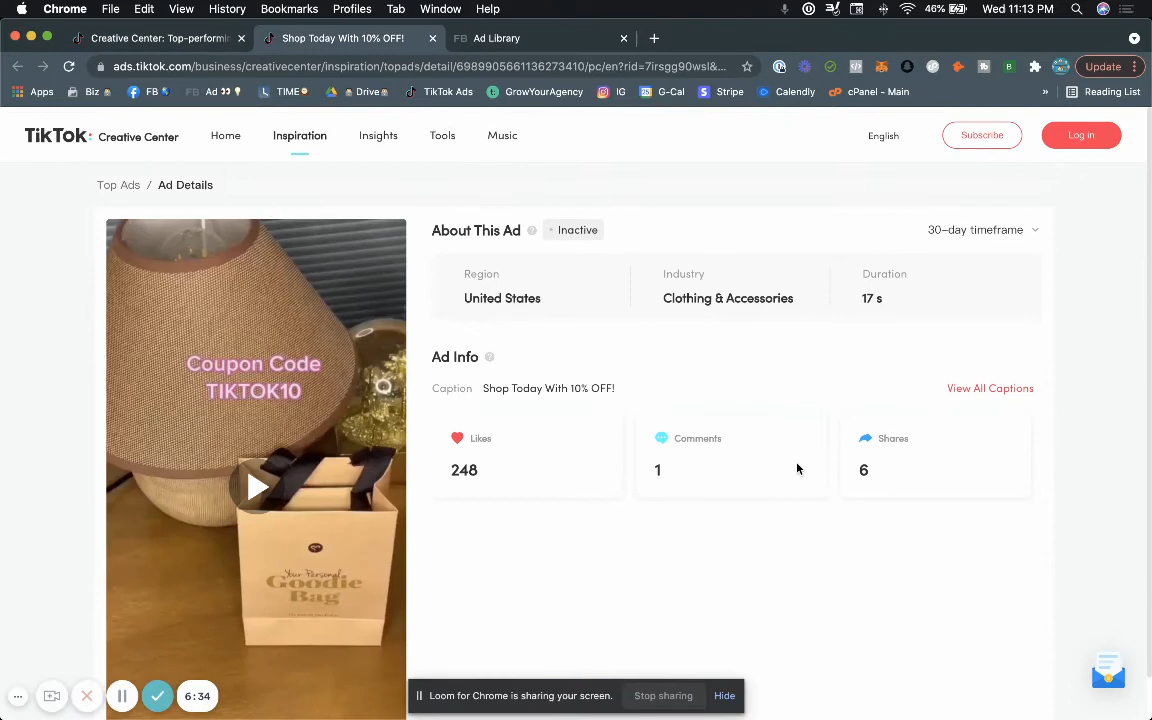 Chrome File Edit View History Bookmarks Profiles Tab Window Help 46% Wed 11:13 PM
Creative Center: Top-performin Shop Today With 10% OFF! FB Ad Library
ads.tiktok.com/business/creativecenter/inspiration/topads/detail/6989905661136273410/pc/en?rid=7irsgg90wsl&... Update
Apps Biz FB FB Ad TIME Drive TikTok Ads GrowYourAgency IG G-Cal Stripe Calendly cPanel - Main » Reading List
TikTok: Creative Center Home Inspiration Insights Tools Music English Subscribe Log in
Top Ads / Ad Details
About This Ad Inactive 30-day timeframe
Region Industry Duration
United States Clothing & Accessories 17 s
Coupon Code
TIKTOK10
Ad Info
Caption Shop Today With 10% OFF! View All Captions
Likes Comments Shares
248 1 6
Your Personal
Goodie
Bag
6:34
Loom for Chrome is sharing your screen. Stop sharing Hide